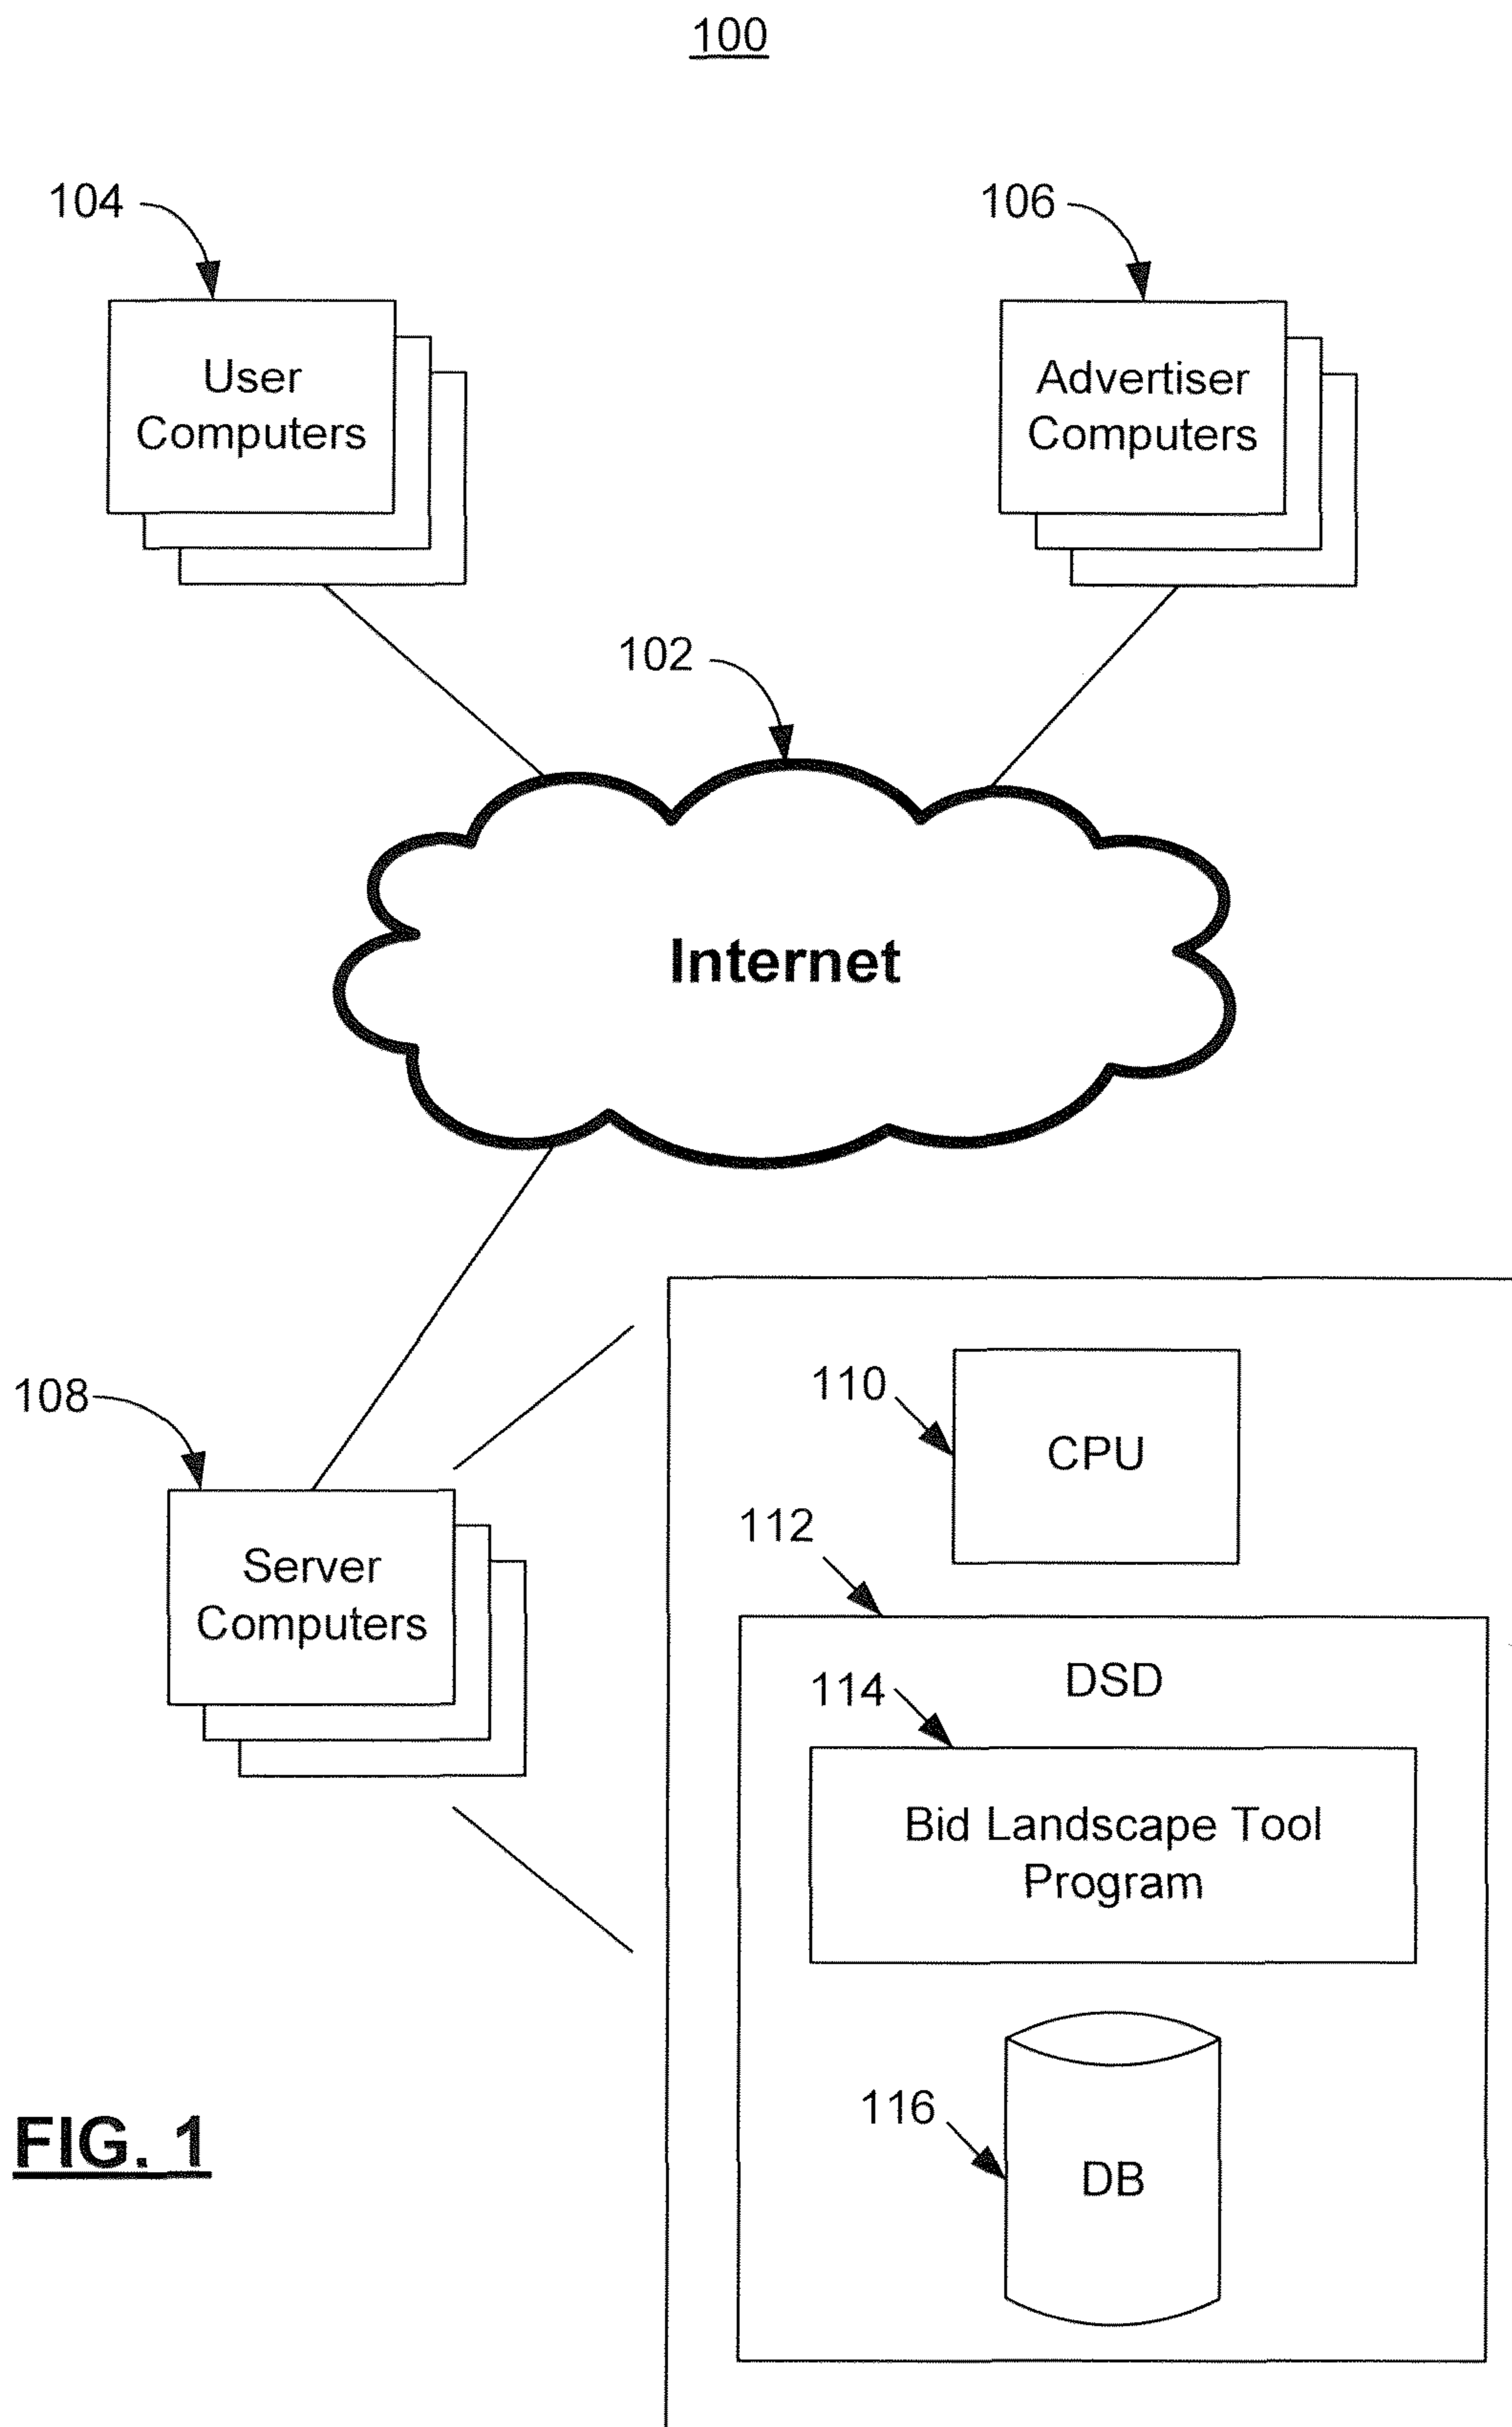 100
104
106
User
Computers
Advertiser
Computers
102
Internet
108
110
CPU
112
Server
Computers
DSD
114
Bid Landscape Tool
Program
116
DB
FIG. 1